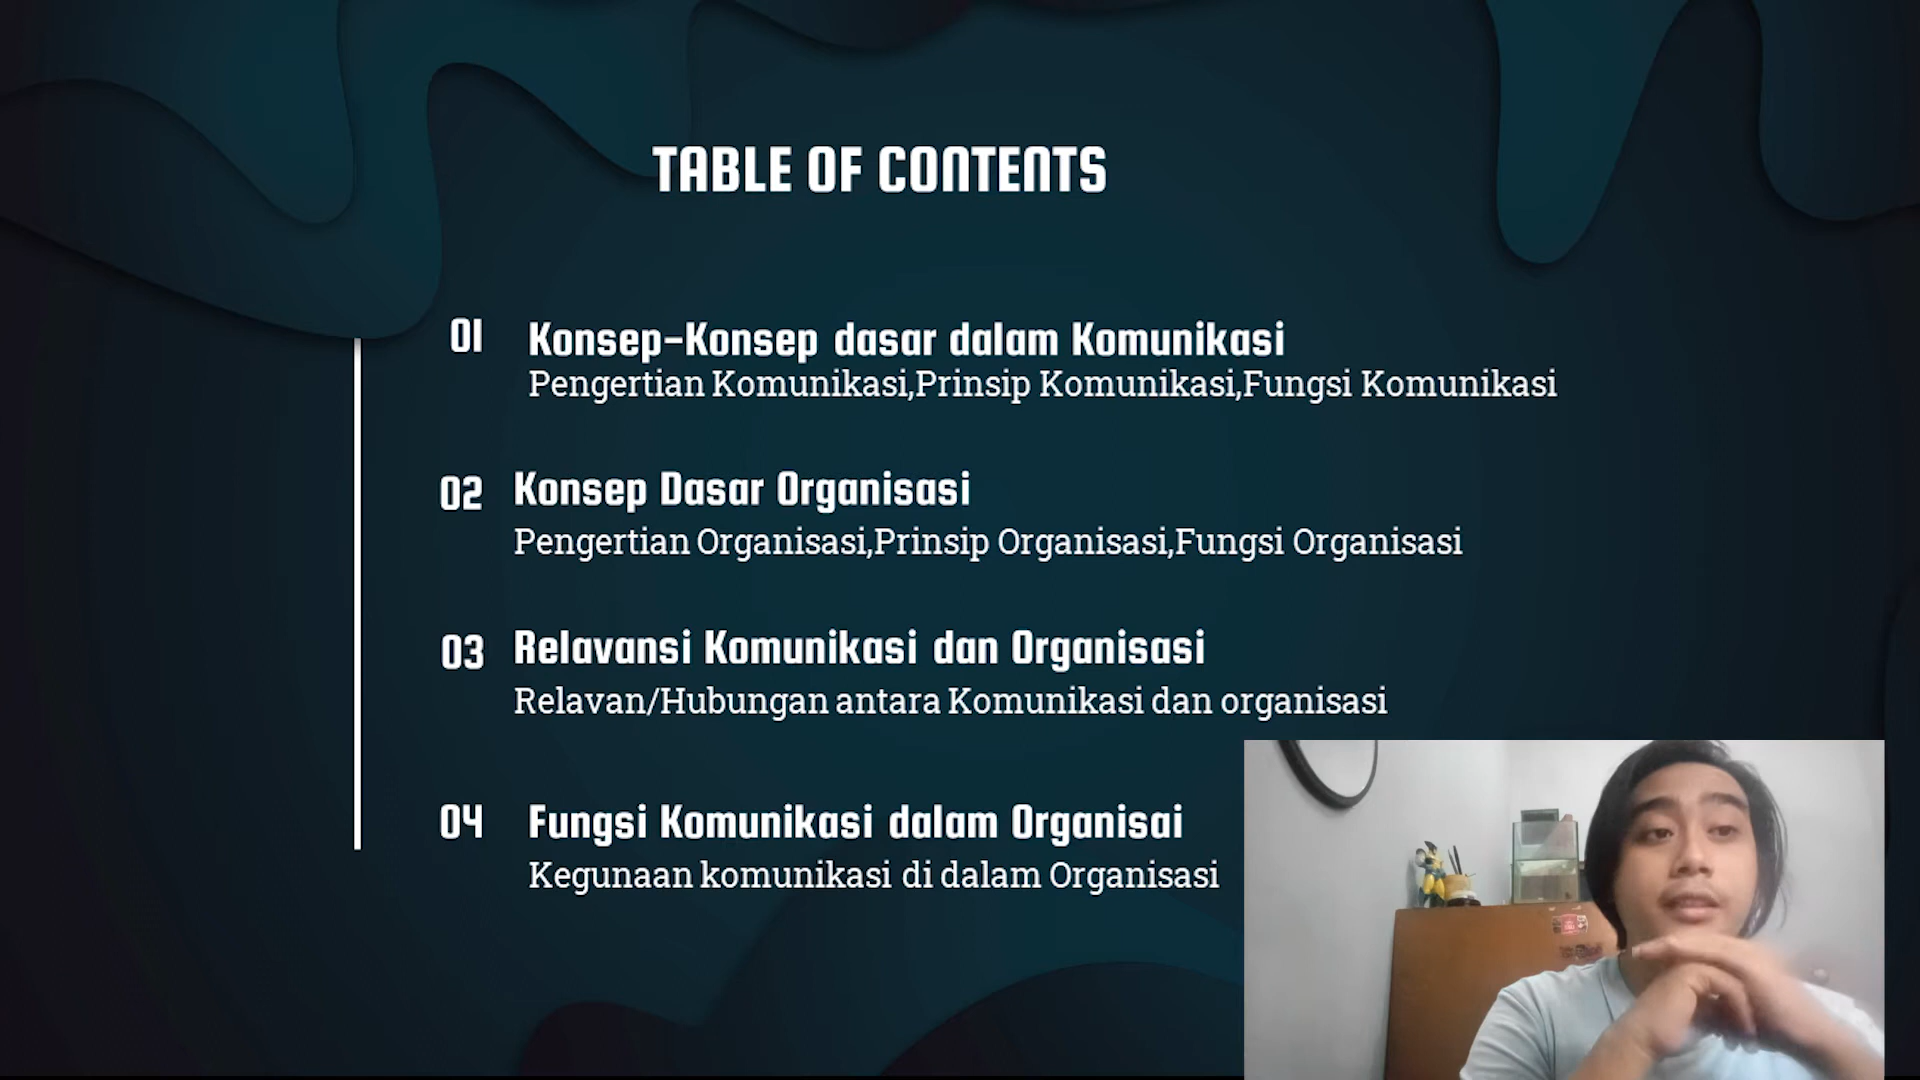 TABLE OF CONTENTS
01 Konsep-Konsep dasar dalam Komunikasi
Pengertian Komunikasi,Prinsip Komunikasi,Fungsi Komunikasi
02 Konsep Dasar Organisasi
Pengertian Organisasi,Prinsip Organisasi,Fungsi Organisasi
03 Relavansi Komunikasi dan Organisasi
Relavan/Hubungan antara Komunikasi dan organisasi
04 Fungsi Komunikasi dalam Organisai
Kegunaan komunikasi di dalam Organisasi